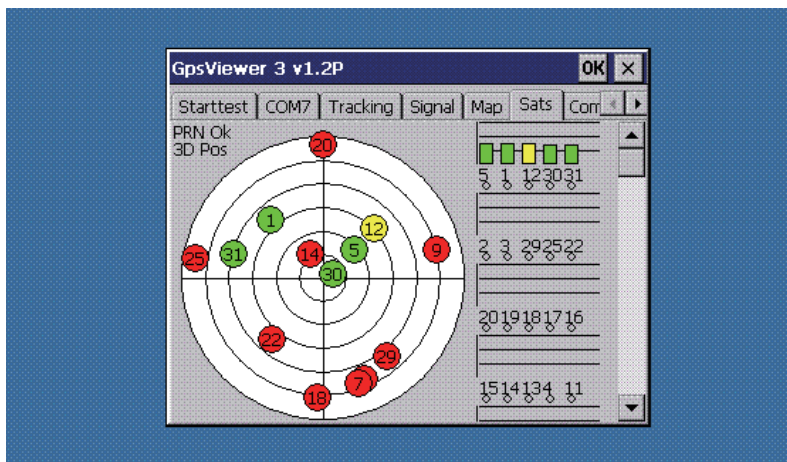 GpsViewer 3 v1.2P
OK
Starttest COM7 Tracking Signal Map Sats Com
PRN Ok
3D Pos
20
1
12
5
9
31
25
14
30
22
29
7
18
5 1 12 30 31
2 3 29 25 22
20 19 18 17 16
15 14 13 4 11